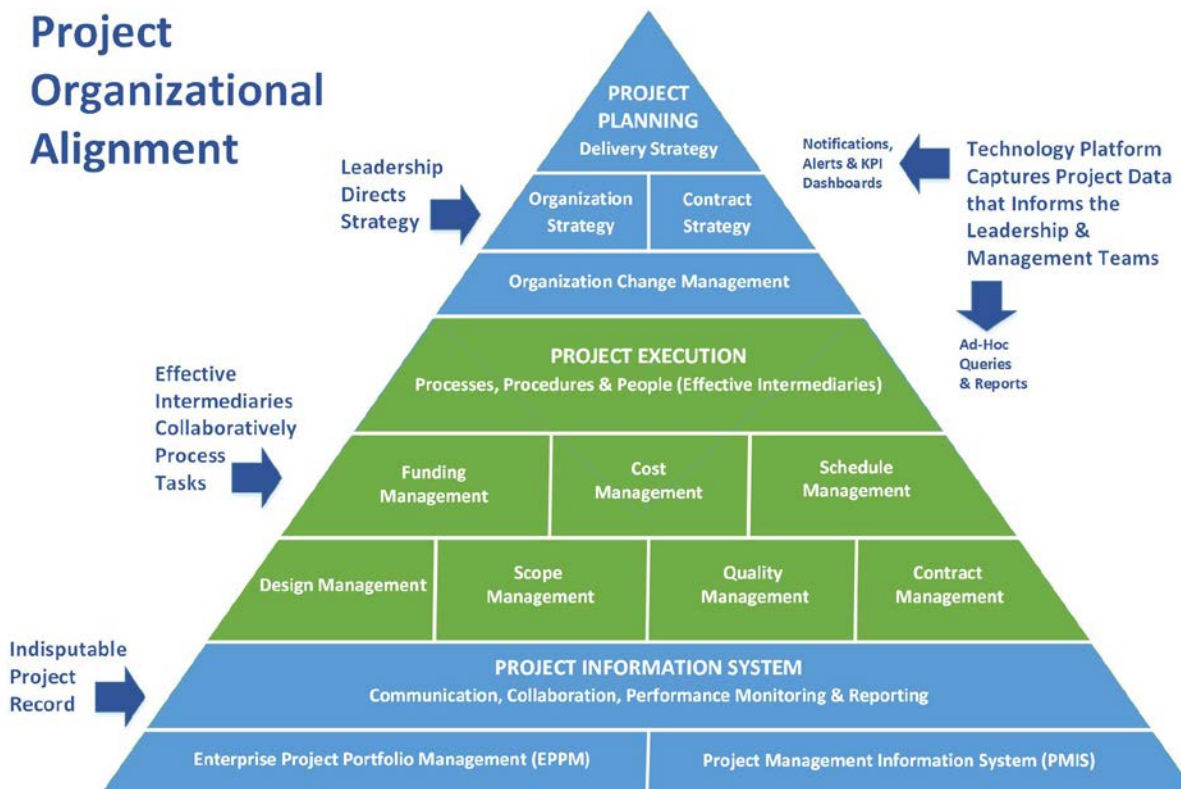 Project
Organizational
Alignment
PROJECT
PLANNING
Delivery Strategy
Leadership
Directs
Strategy
Organization
Strategy
Contract
Strategy
Organization Change Management
Notifications,
Alerts & KPI
Dashboards
Technology Platform
Captures Project Data
that Informs the
Leadership &
Management Teams
Ad-Hoc
Queries
& Reports
PROJECT EXECUTION
Processes, Procedures & People (Effective Intermediaries)
Effective
Intermediaries
Collaboratively
Process
Tasks
Funding
Management
Cost
Management
Schedule
Management
Design Management
Scope
Management
Quality
Management
Contract
Management
Indisputable
Project
Record
PROJECT INFORMATION SYSTEM
Communication, Collaboration, Performance Monitoring & Reporting
Enterprise Project Portfolio Management (EPPM)
Project Management Information System (PMIS)